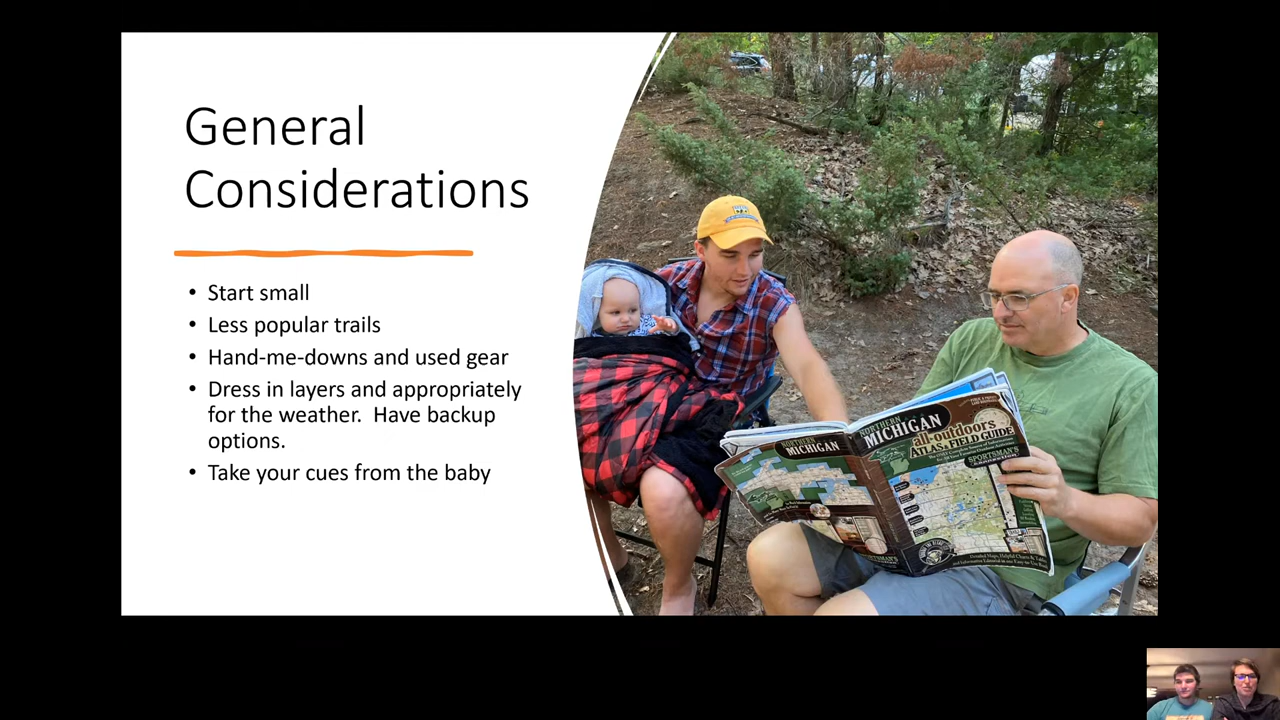 General
Considerations
• Start small
• Less popular trails
• Hand-me-downs and used gear
• Dress in layers and appropriately
for the weather.  Have backup
options.
• Take your cues from the baby
NORTHERN
MICHIGAN
NORTHERN
MICHIGAN
all-outdoors
ATLAS & FIELD GUIDE
SPORTSMAN'S